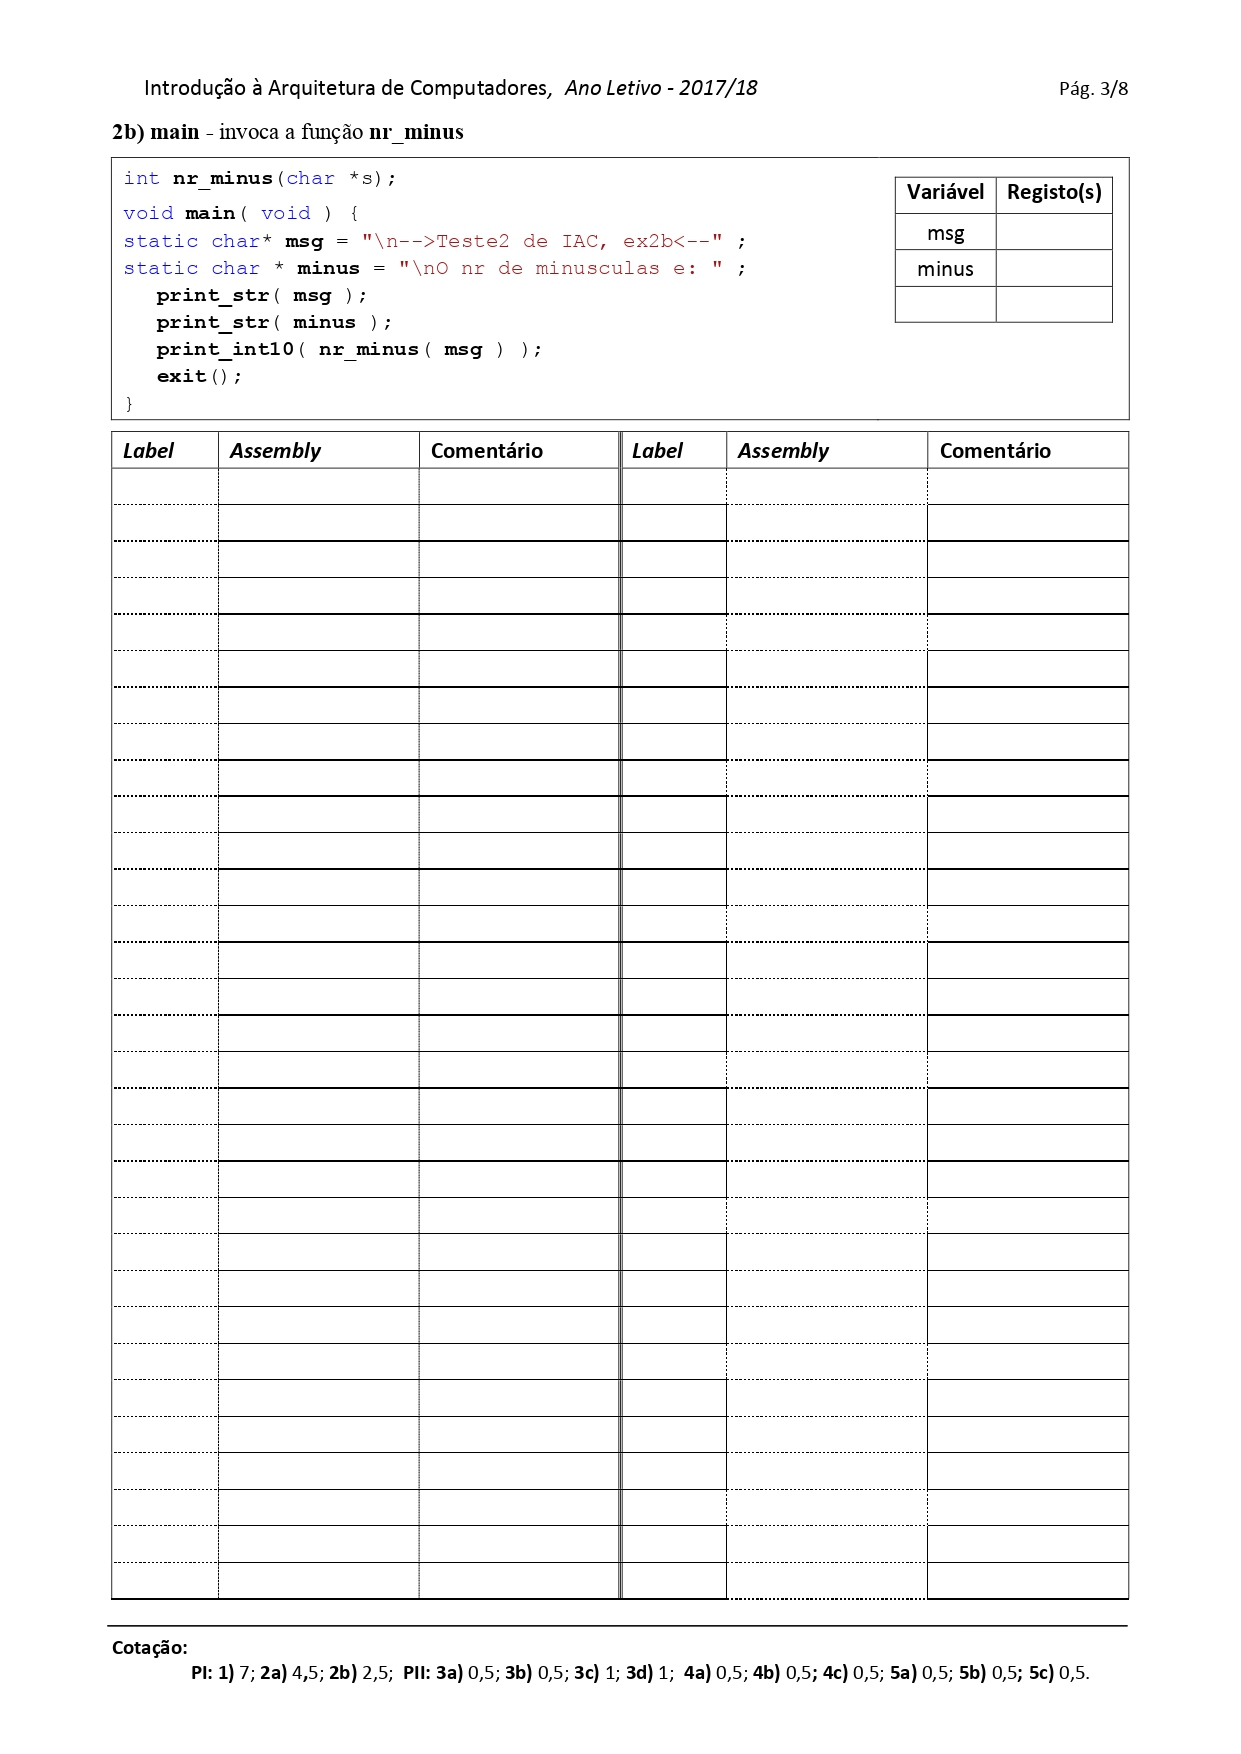 Introdução à Arquitetura de Computadores, Ano Letivo - 2017/18 Pág. 3/8
2b) main - invoca a função nr_minus
int nr_minus(char *s);
void main( void ) {
static char* msg = "\n-->Teste2 de IAC, ex2b<--" ;
static char * minus = "\nO nr de minusculas e: " ;
print_str( msg );
print_str( minus );
print_int10( nr_minus( msg ) );
exit();
}
Variável Registo(s)
msg
minus
Label Assembly Comentário Label Assembly Comentário
Cotação:
PI: 1) 7; 2a) 4,5; 2b) 2,5; PII: 3a) 0,5; 3b) 0,5; 3c) 1; 3d) 1; 4a) 0,5; 4b) 0,5; 4c) 0,5; 5a) 0,5; 5b) 0,5; 5c) 0,5.